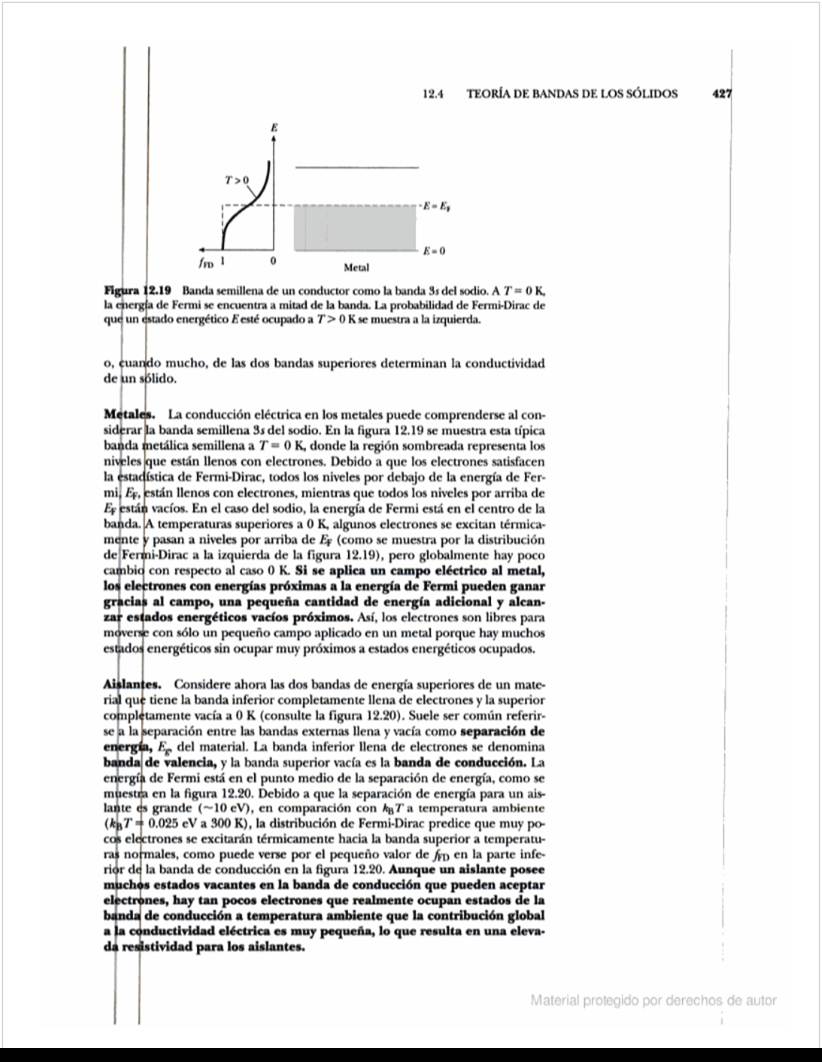 12.4 TEORÍA DE BANDAS DE LOS SÓLIDOS 427
E
T > 0
E = E_F
E = 0
f_FD 1 0
Metal
Figura 12.19 Banda semillena de un conductor como la banda 3s del sodio. A T = 0 K,
la energía de Fermi se encuentra a mitad de la banda. La probabilidad de Fermi-Dirac de
que un estado energético E esté ocupado a T > 0 K se muestra a la izquierda.
o, cuando mucho, de las dos bandas superiores determinan la conductividad
de un sólido.
Metales. La conducción eléctrica en los metales puede comprenderse al con-
siderar la banda semillena 3s del sodio. En la figura 12.19 se muestra esta típica
banda metálica semillena a T = 0 K, donde la región sombreada representa los
niveles que están llenos con electrones. Debido a que los electrones satisfacen
la estadística de Fermi-Dirac, todos los niveles por debajo de la energía de Fer-
mi, E_F, están llenos con electrones, mientras que todos los niveles por arriba de
E_F están vacíos. En el caso del sodio, la energía de Fermi está en el centro de la
banda. A temperaturas superiores a 0 K, algunos electrones se excitan térmica-
mente y pasan a niveles por arriba de E_F (como se muestra por la distribución
de Fermi-Dirac a la izquierda de la figura 12.19), pero globalmente hay poco
cambio con respecto al caso 0 K. Si se aplica un campo eléctrico al metal,
los electrones con energías próximas a la energía de Fermi pueden ganar
gracias al campo, una pequeña cantidad de energía adicional y alcan-
zar estados energéticos vacíos próximos. Así, los electrones son libres para
moverse con sólo un pequeño campo aplicado en un metal porque hay muchos
estados energéticos sin ocupar muy próximos a estados energéticos ocupados.
Aislantes. Considere ahora las dos bandas de energía superiores de un mate-
rial que tiene la banda inferior completamente llena de electrones y la superior
completamente vacía a 0 K (consulte la figura 12.20). Suele ser común referir-
se a la separación entre las bandas externas llena y vacía como separación de
energía, E_g, del material. La banda inferior llena de electrones se denomina
banda de valencia, y la banda superior vacía es la banda de conducción. La
energía de Fermi está en el punto medio de la separación de energía, como se
muestra en la figura 12.20. Debido a que la separación de energía para un ais-
lante es grande (~10 eV), en comparación con k_BT a temperatura ambiente
(k_BT = 0.025 eV a 300 K), la distribución de Fermi-Dirac predice que muy po-
cos electrones se excitarán térmicamente hacia la banda superior a temperatu-
ras normales, como puede verse por el pequeño valor de f_FD en la parte infe-
rior de la banda de conducción en la figura 12.20. Aunque un aislante posee
muchos estados vacantes en la banda de conducción que pueden aceptar
electrones, hay tan pocos electrones que realmente ocupan estados de la
banda de conducción a temperatura ambiente que la contribución global
a la conductividad eléctrica es muy pequeña, lo que resulta en una eleva-
da resistividad para los aislantes.
Material protegido por derechos de autor